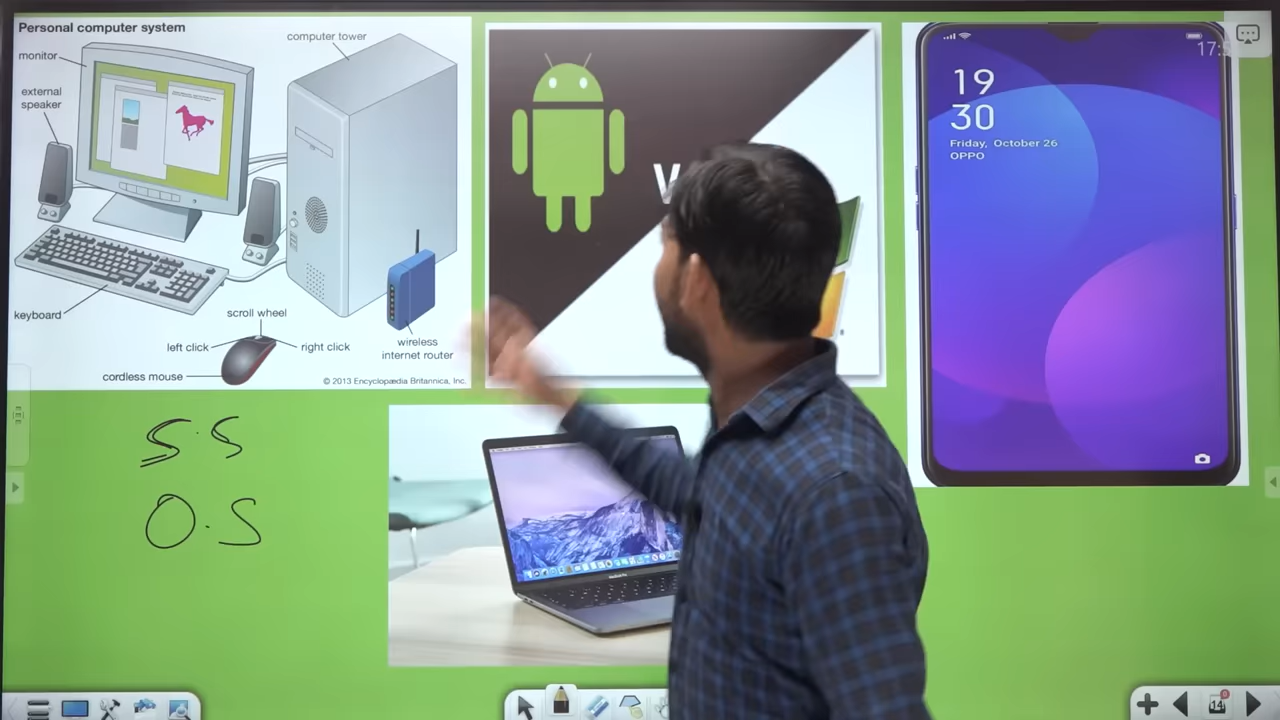 Personal computer system
computer tower
monitor
external
speaker
keyboard
scroll wheel
left click
right click
cordless mouse
wireless
internet router
© 2013 Encyclopædia Britannica, Inc.
19
30
Friday, October 26
OPPO
S.S
O.S
14